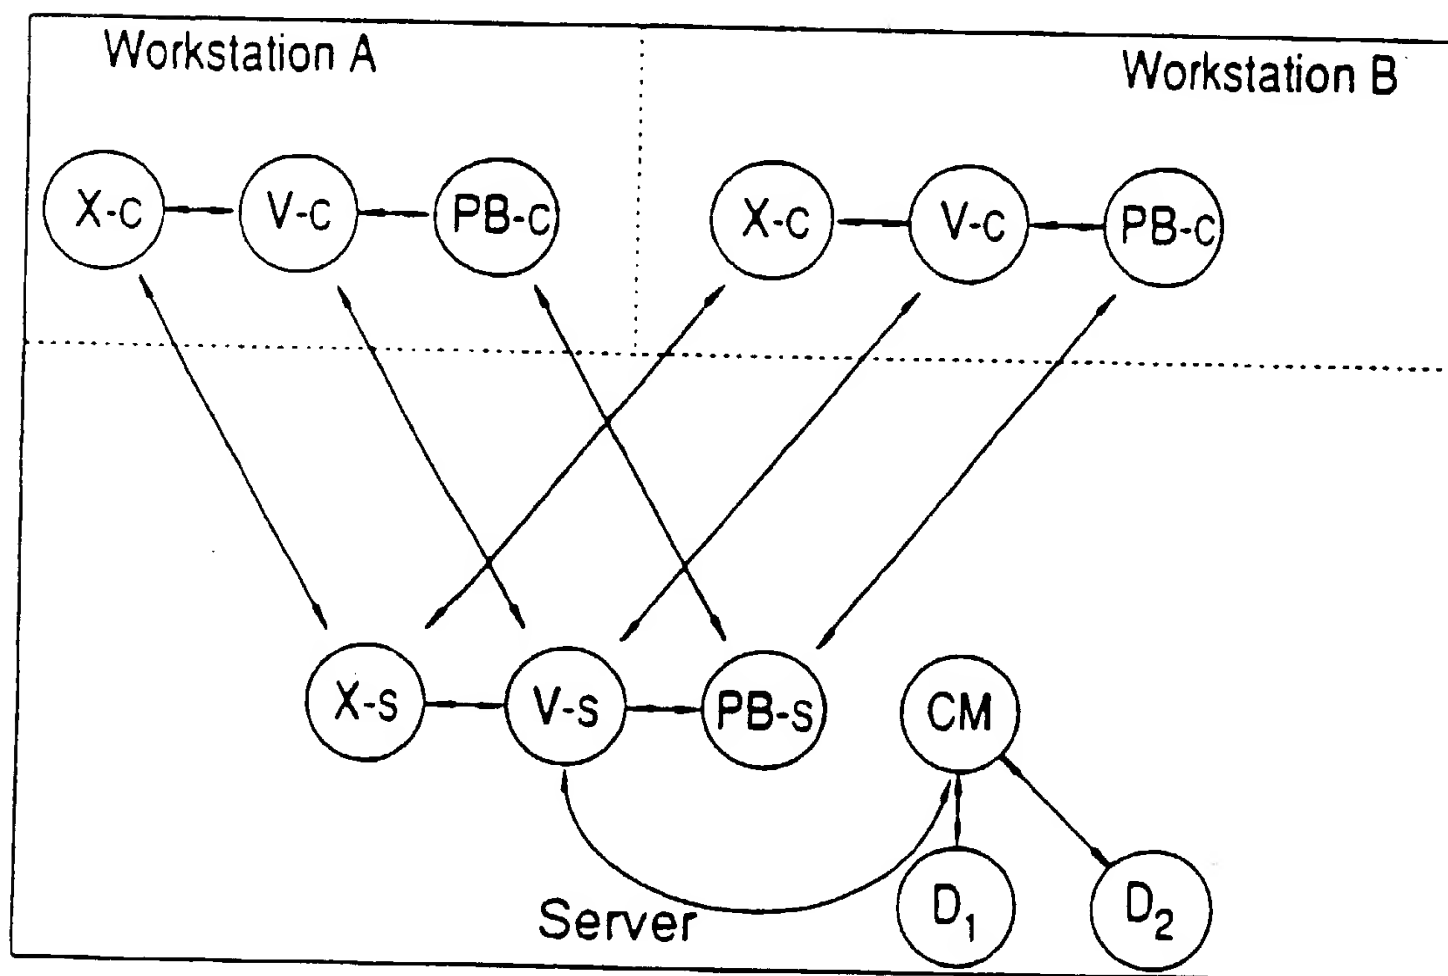 Workstation A
Workstation B
X-c
V-c
PB-c
X-c
V-c
PB-c
X-s
V-s
PB-s
CM
Server
D1
D2